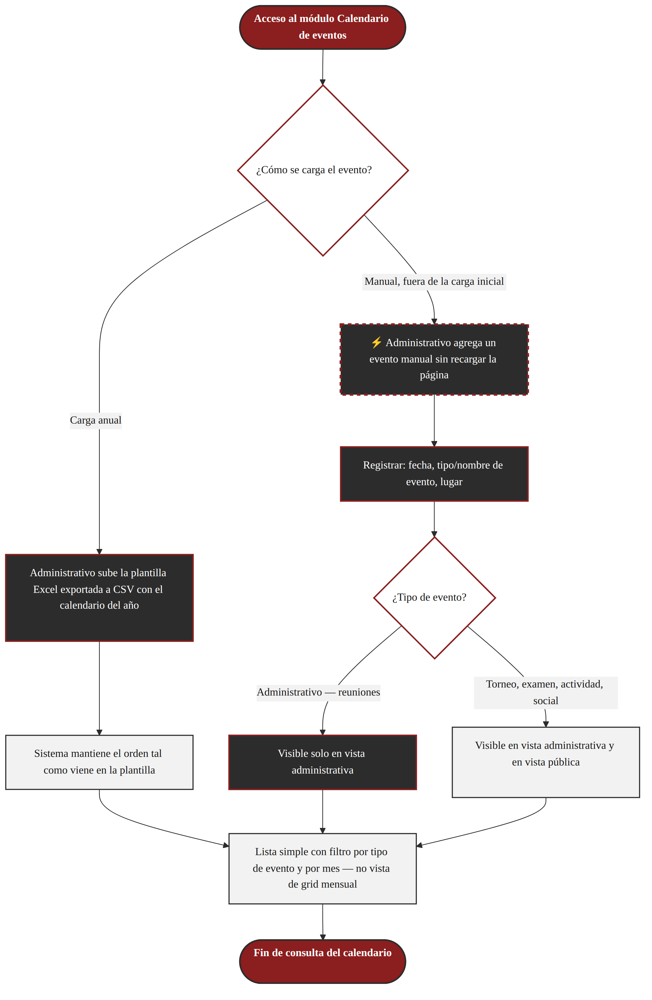 Acceso al módulo Calendario
de eventos
¿Cómo se carga el evento?
Manual, fuera de la carga inicial
⚡ Administrativo agrega un
evento manual sin recargar la
página
Carga anual
Registrar: fecha, tipo/nombre de
evento, lugar
Administrativo sube la plantilla
Excel exportada a CSV con el
calendario del año
¿Tipo de evento?
Administrativo — reuniones
Torneo, examen, actividad,
social
Sistema mantiene el orden tal
como viene en la plantilla
Visible solo en vista
administrativa
Visible en vista administrativa y
en vista pública
Lista simple con filtro por tipo
de evento y por mes — no vista
de grid mensual
Fin de consulta del calendario